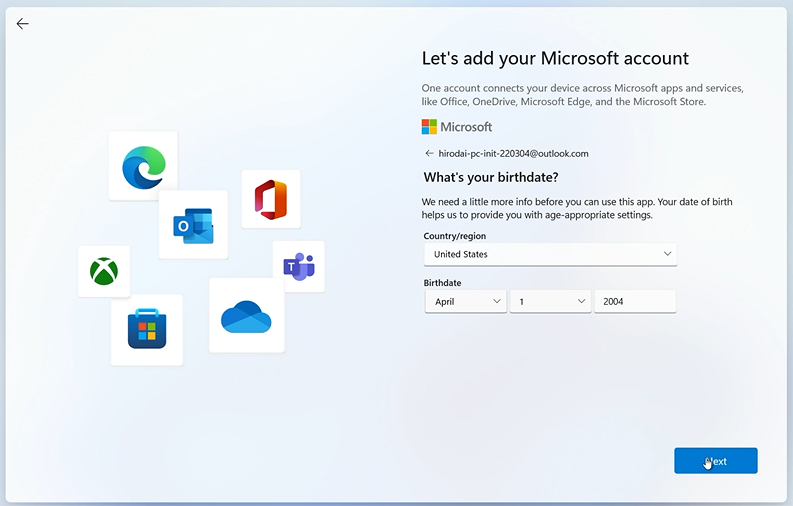 Let's add your Microsoft account
One account connects your device across Microsoft apps and services,
like Office, OneDrive, Microsoft Edge, and the Microsoft Store.
Microsoft
← hirodai-pc-init-220304@outlook.com
What's your birthdate?
We need a little more info before you can use this app. Your date of birth
helps us to provide you with age-appropriate settings.
Country/region
United States
Birthdate
April 1 2004
Next